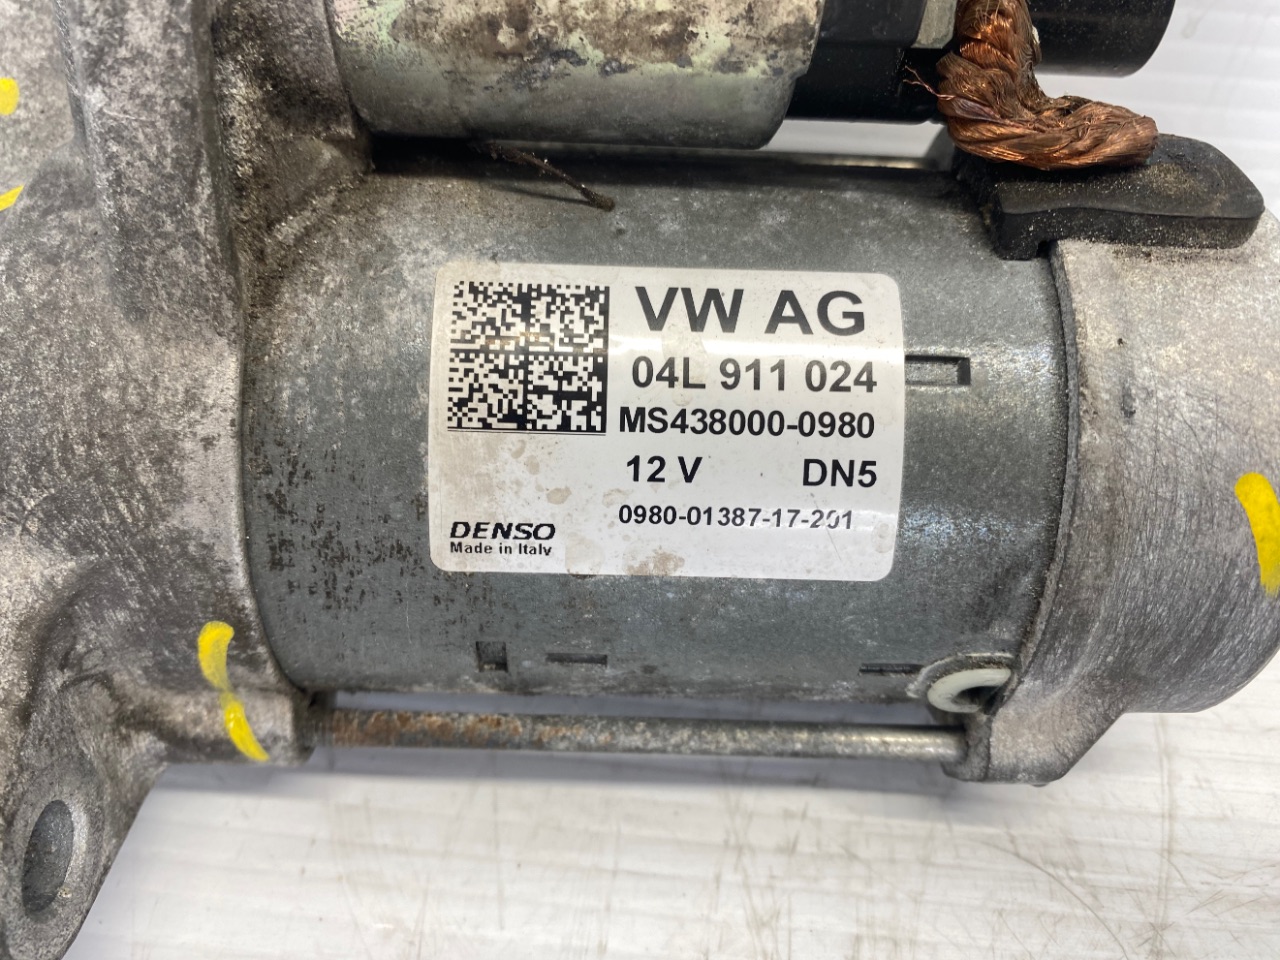 VW AG
04L 911 024
MS438000-0980
12 V DN5
0980-01387-17-201
DENSO
Made in Italy